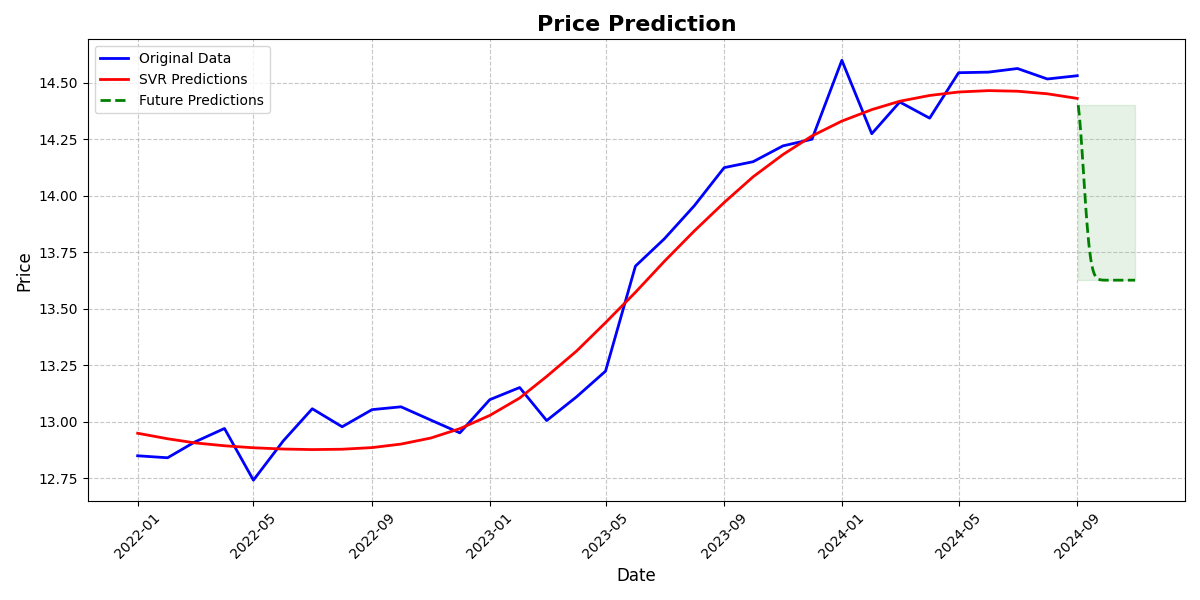 Price Prediction
Original Data
SVR Predictions
Future Predictions
Price
14.50
14.25
14.00
13.75
13.50
13.25
13.00
12.75
2022-01
2022-05
2022-09
2023-01
2023-05
2023-09
2024-01
2024-05
2024-09
Date